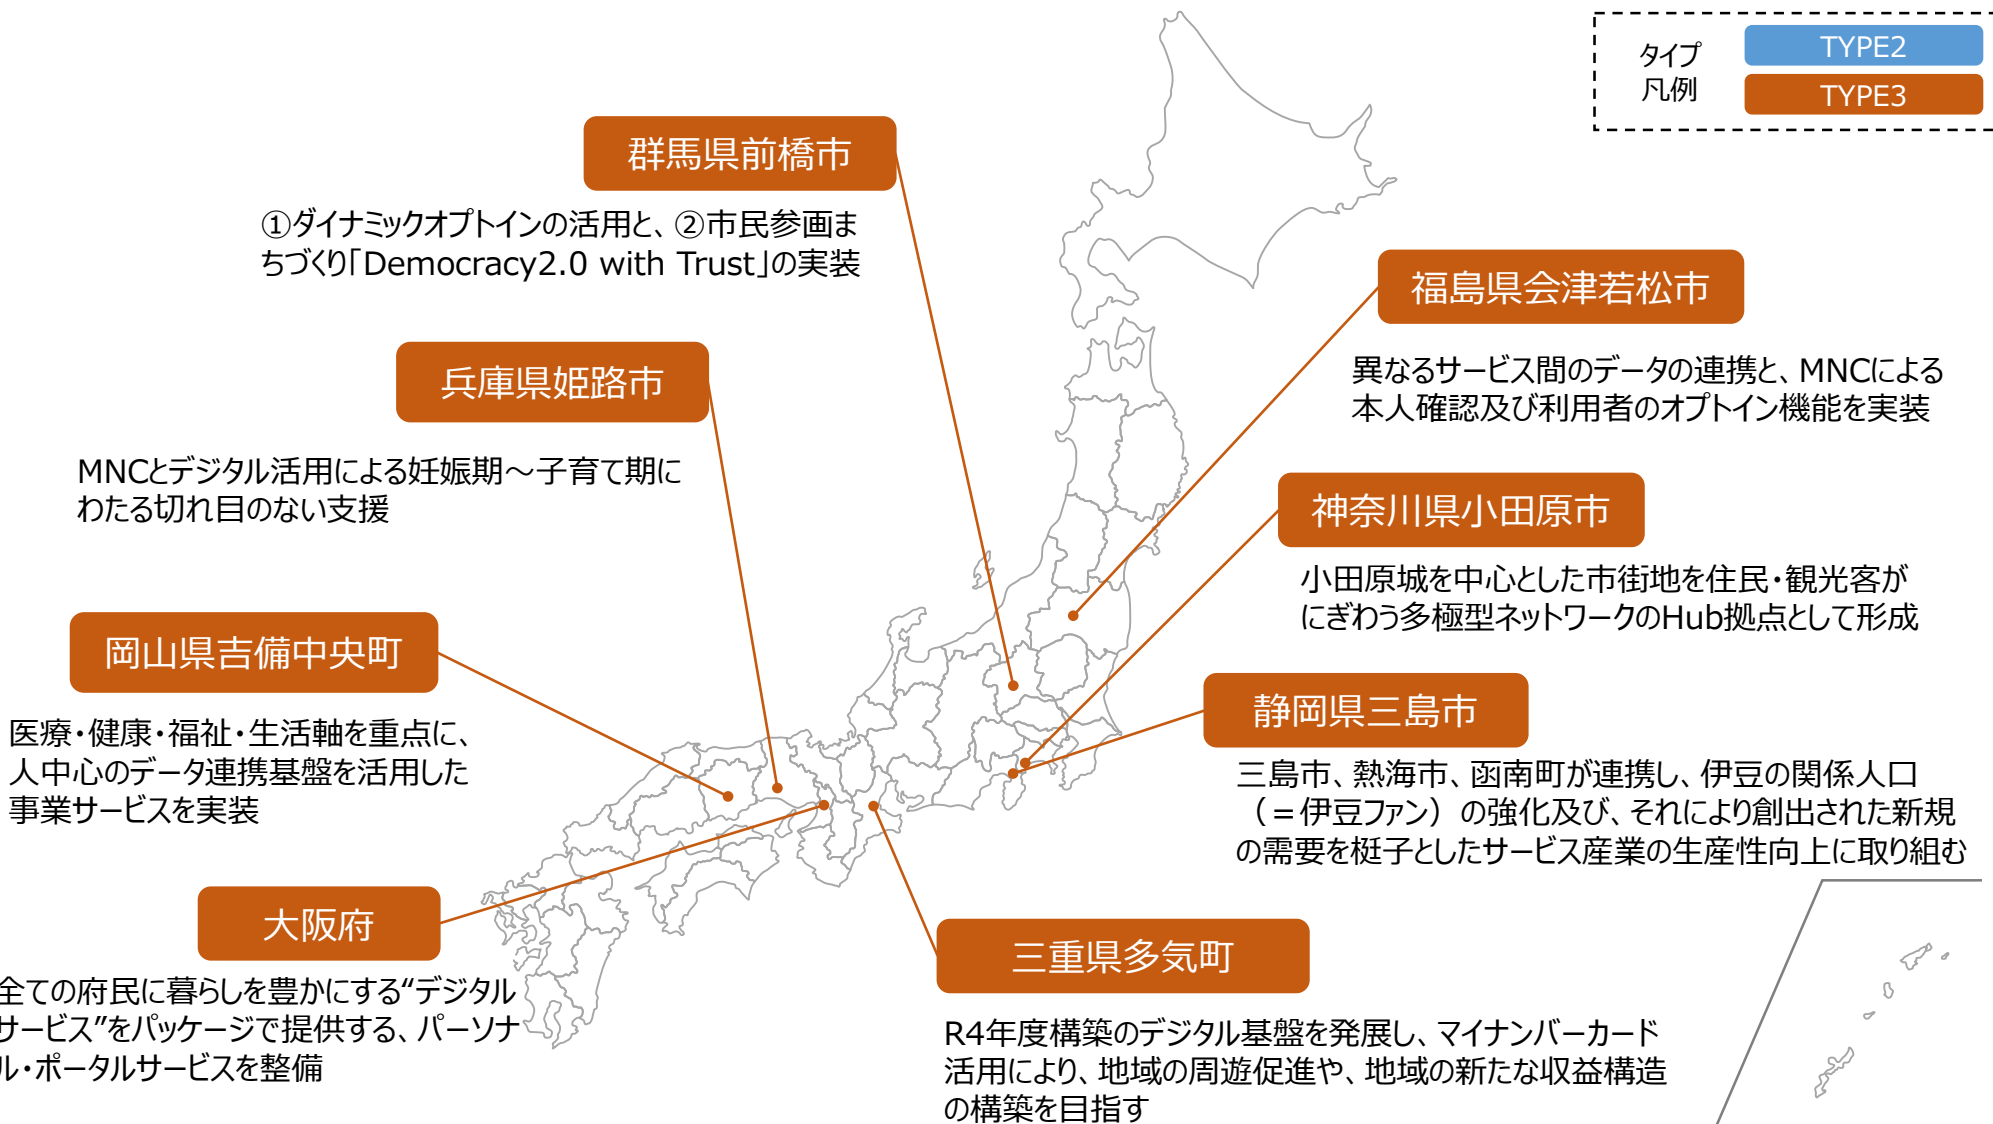 タイプ
凡例
TYPE2
TYPE3
群馬県前橋市
①ダイナミックオプトインの活用と、②市民参画ま
ちづくり「Democracy2.0 with Trust」の実装
福島県会津若松市
異なるサービス間のデータの連携と、MNCによる
本人確認及び利用者のオプトイン機能を実装
兵庫県姫路市
MNCとデジタル活用による妊娠期～子育て期に
わたる切れ目のない支援
神奈川県小田原市
小田原城を中心とした市街地を住民・観光客が
にぎわう多極型ネットワークのHub拠点として形成
岡山県吉備中央町
医療・健康・福祉・生活軸を重点に、
人中心のデータ連携基盤を活用した
事業サービスを実装
静岡県三島市
三島市、熱海市、函南町が連携し、伊豆の関係人口
（＝伊豆ファン）の強化及び、それにより創出された新規
の需要を梃子としたサービス産業の生産性向上に取り組む
大阪府
全ての府民に暮らしを豊かにする“デジタル
サービス”をパッケージで提供する、パーソナ
ル・ポータルサービスを整備
三重県多気町
R4年度構築のデジタル基盤を発展し、マイナンバーカード
活用により、地域の周遊促進や、地域の新たな収益構造
の構築を目指す